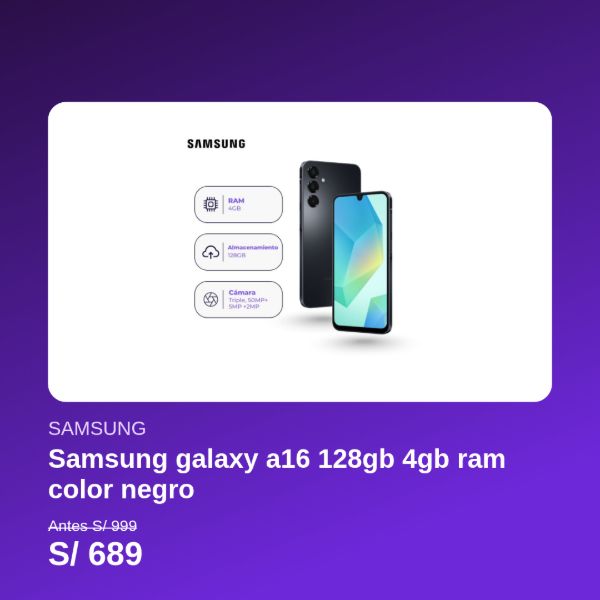 SAMSUNG
RAM
4GB
Almacenamiento
128GB
Cámara
Triple, 50MP+
5MP +2MP
SAMSUNG
Samsung galaxy a16 128gb 4gb ram
color negro
Antes S/ 999
S/ 689